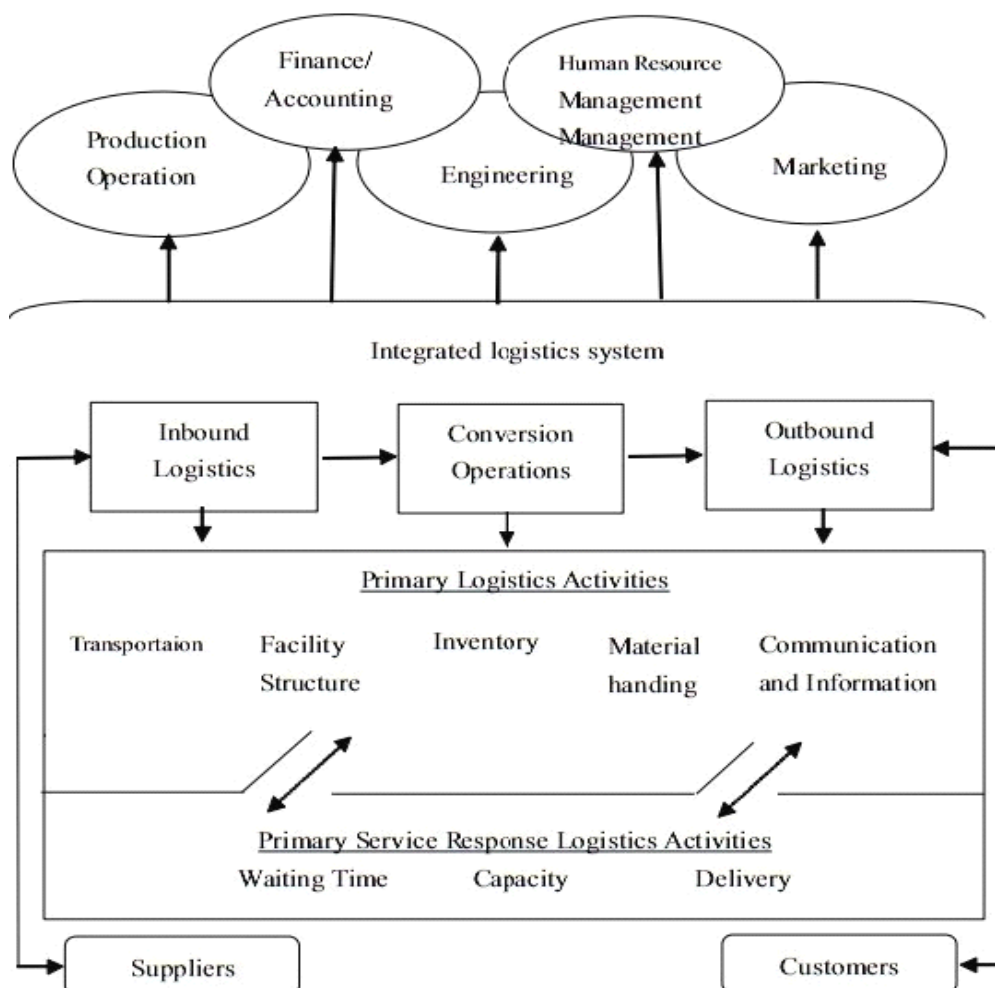 Finance/
Accounting
Human Resource
Management
Management
Production
Operation
Engineering
Marketing
Integrated logistics system
Inbound
Logistics
Conversion
Operations
Outbound
Logistics
Primary Logistics Activities
Transportaion
Facility
Structure
Inventory
Material
handing
Communication
and Information
Primary Service Response Logistics Activities
Waiting Time
Capacity
Delivery
Suppliers
Customers